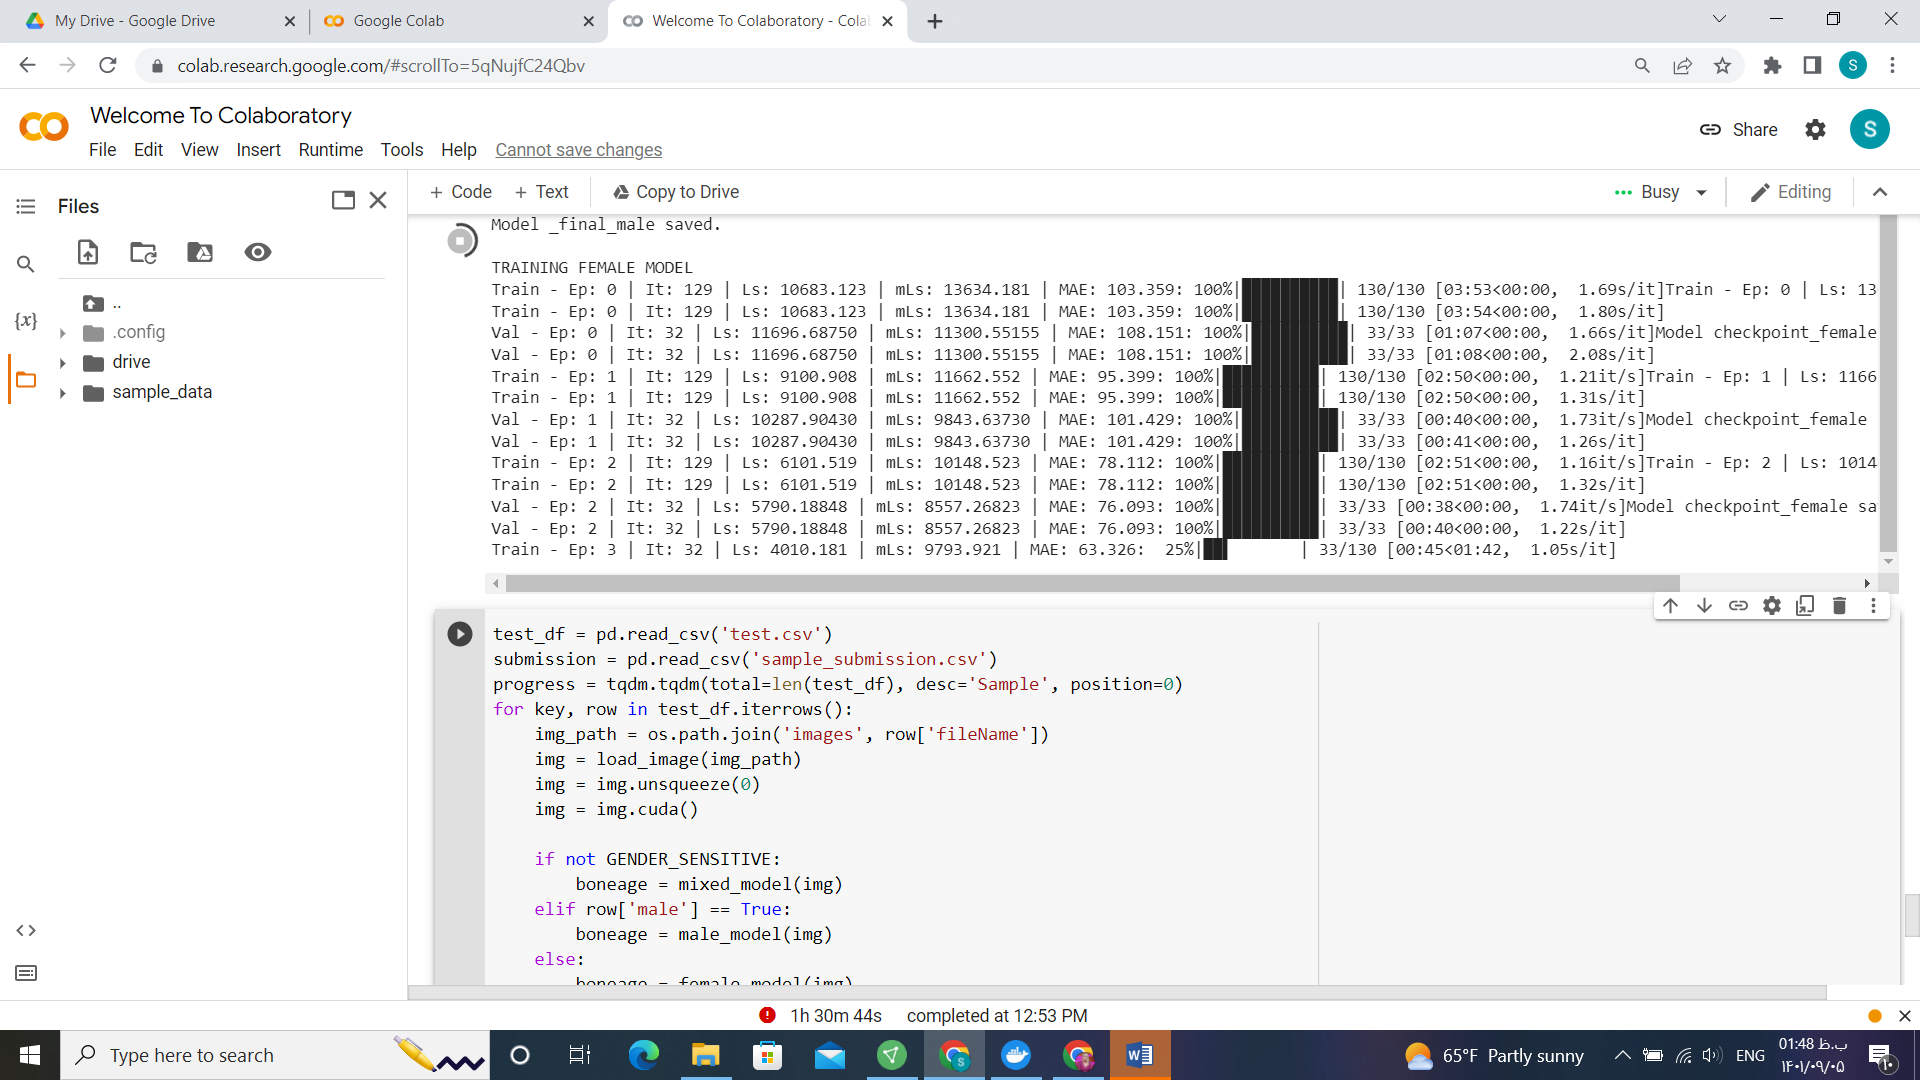 My Drive - Google Drive
Google Colab
Welcome To Colaboratory - Cola
colab.research.google.com/#scrollTo=5qNujfC24Qbv
S
Welcome To Colaboratory
File Edit View Insert Runtime Tools Help Cannot save changes
Share
S
Files
+ Code + Text Copy to Drive
Busy
Editing
..
{x}
.config
drive
sample_data
Model _final_male saved.
TRAINING FEMALE MODEL
Train - Ep: 0 | It: 129 | Ls: 10683.123 | mLs: 13634.181 | MAE: 103.359: 100%|██████████| 130/130 [03:53<00:00,  1.69s/it]Train - Ep: 0 | Ls: 13
Train - Ep: 0 | It: 129 | Ls: 10683.123 | mLs: 13634.181 | MAE: 103.359: 100%|██████████| 130/130 [03:54<00:00,  1.80s/it]
Val - Ep: 0 | It: 32 | Ls: 11696.68750 | mLs: 11300.55155 | MAE: 108.151: 100%|██████████| 33/33 [01:07<00:00,  1.66s/it]Model checkpoint_female
Val - Ep: 0 | It: 32 | Ls: 11696.68750 | mLs: 11300.55155 | MAE: 108.151: 100%|██████████| 33/33 [01:08<00:00,  2.08s/it]
Train - Ep: 1 | It: 129 | Ls: 9100.908 | mLs: 11662.552 | MAE: 95.399: 100%|██████████| 130/130 [02:50<00:00,  1.21it/s]Train - Ep: 1 | Ls: 1166
Train - Ep: 1 | It: 129 | Ls: 9100.908 | mLs: 11662.552 | MAE: 95.399: 100%|██████████| 130/130 [02:50<00:00,  1.31s/it]
Val - Ep: 1 | It: 32 | Ls: 10287.90430 | mLs: 9843.63730 | MAE: 101.429: 100%|██████████| 33/33 [00:40<00:00,  1.73it/s]Model checkpoint_female
Val - Ep: 1 | It: 32 | Ls: 10287.90430 | mLs: 9843.63730 | MAE: 101.429: 100%|██████████| 33/33 [00:41<00:00,  1.26s/it]
Train - Ep: 2 | It: 129 | Ls: 6101.519 | mLs: 10148.523 | MAE: 78.112: 100%|██████████| 130/130 [02:51<00:00,  1.16it/s]Train - Ep: 2 | Ls: 1014
Train - Ep: 2 | It: 129 | Ls: 6101.519 | mLs: 10148.523 | MAE: 78.112: 100%|██████████| 130/130 [02:51<00:00,  1.32s/it]
Val - Ep: 2 | It: 32 | Ls: 5790.18848 | mLs: 8557.26823 | MAE: 76.093: 100%|██████████| 33/33 [00:38<00:00,  1.74it/s]Model checkpoint_female sa
Val - Ep: 2 | It: 32 | Ls: 5790.18848 | mLs: 8557.26823 | MAE: 76.093: 100%|██████████| 33/33 [00:40<00:00,  1.22s/it]
Train - Ep: 3 | It: 32 | Ls: 4010.181 | mLs: 9793.921 | MAE: 63.326:  25%|██▌       | 33/130 [00:45<01:42,  1.05s/it]
test_df = pd.read_csv('test.csv')
submission = pd.read_csv('sample_submission.csv')
progress = tqdm.tqdm(total=len(test_df), desc='Sample', position=0)
for key, row in test_df.iterrows():
    img_path = os.path.join('images', row['fileName'])
    img = load_image(img_path)
    img = img.unsqueeze(0)
    img = img.cuda()
    if not GENDER_SENSITIVE:
        boneage = mixed_model(img)
    elif row['male'] == True:
        boneage = male_model(img)
    else:
        boneage = female_model(img)
1h 30m 44s completed at 12:53 PM
Type here to search
65°F Partly sunny
ENG
01:48 ب.ظ
۱۴۰۱/۰۹/۰۵
۱۰